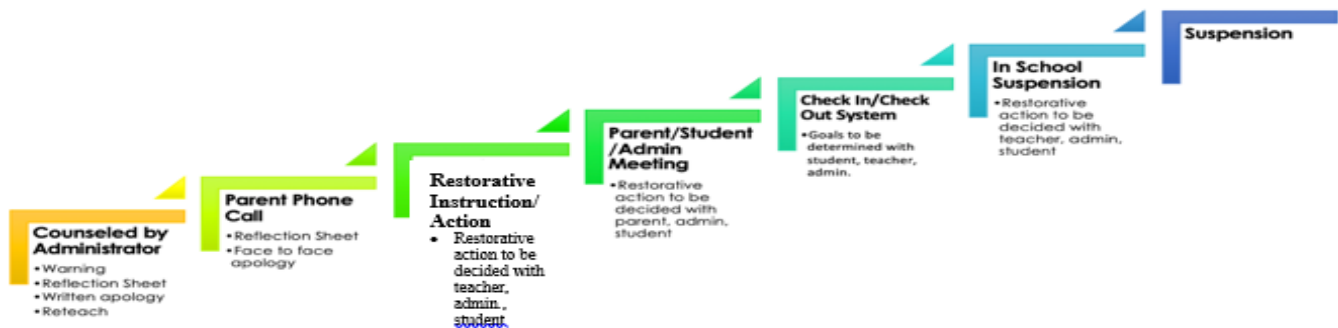 Counseled by
Administrator
•Warning
•Reflection Sheet
•Written apology
•Reteach
Parent Phone
Call
•Reflection Sheet
•Face to face
apology
Restorative
Instruction/
Action
• Restorative
action to be
decided with
teacher,
admin.,
student
Parent/Student
/Admin
Meeting
•Restorative
action to be
decided with
parent, admin,
student
Check In/Check
Out System
•Goals to be
determined with
student, teacher,
admin.
In School
Suspension
•Restorative
action to be
decided with
teacher, admin,
student
Suspension